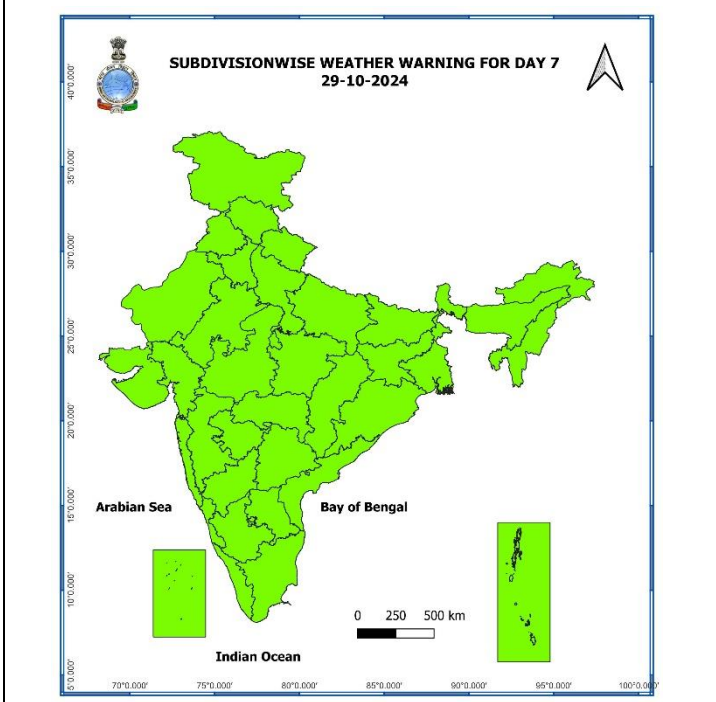 SUBDIVISIONWISE WEATHER WARNING FOR DAY 7
29-10-2024
40°0.000'
35°0.000'
30°0.000'
25°0.000'
20°0.000'
15°0.000'
10°0.000'
5°0.000'
Arabian Sea
Bay of Bengal
0 250 500 km
Indian Ocean
70°0.000' 75°0.000' 80°0.000' 85°0.000' 90°0.000' 95°0.000' 100°0.000'